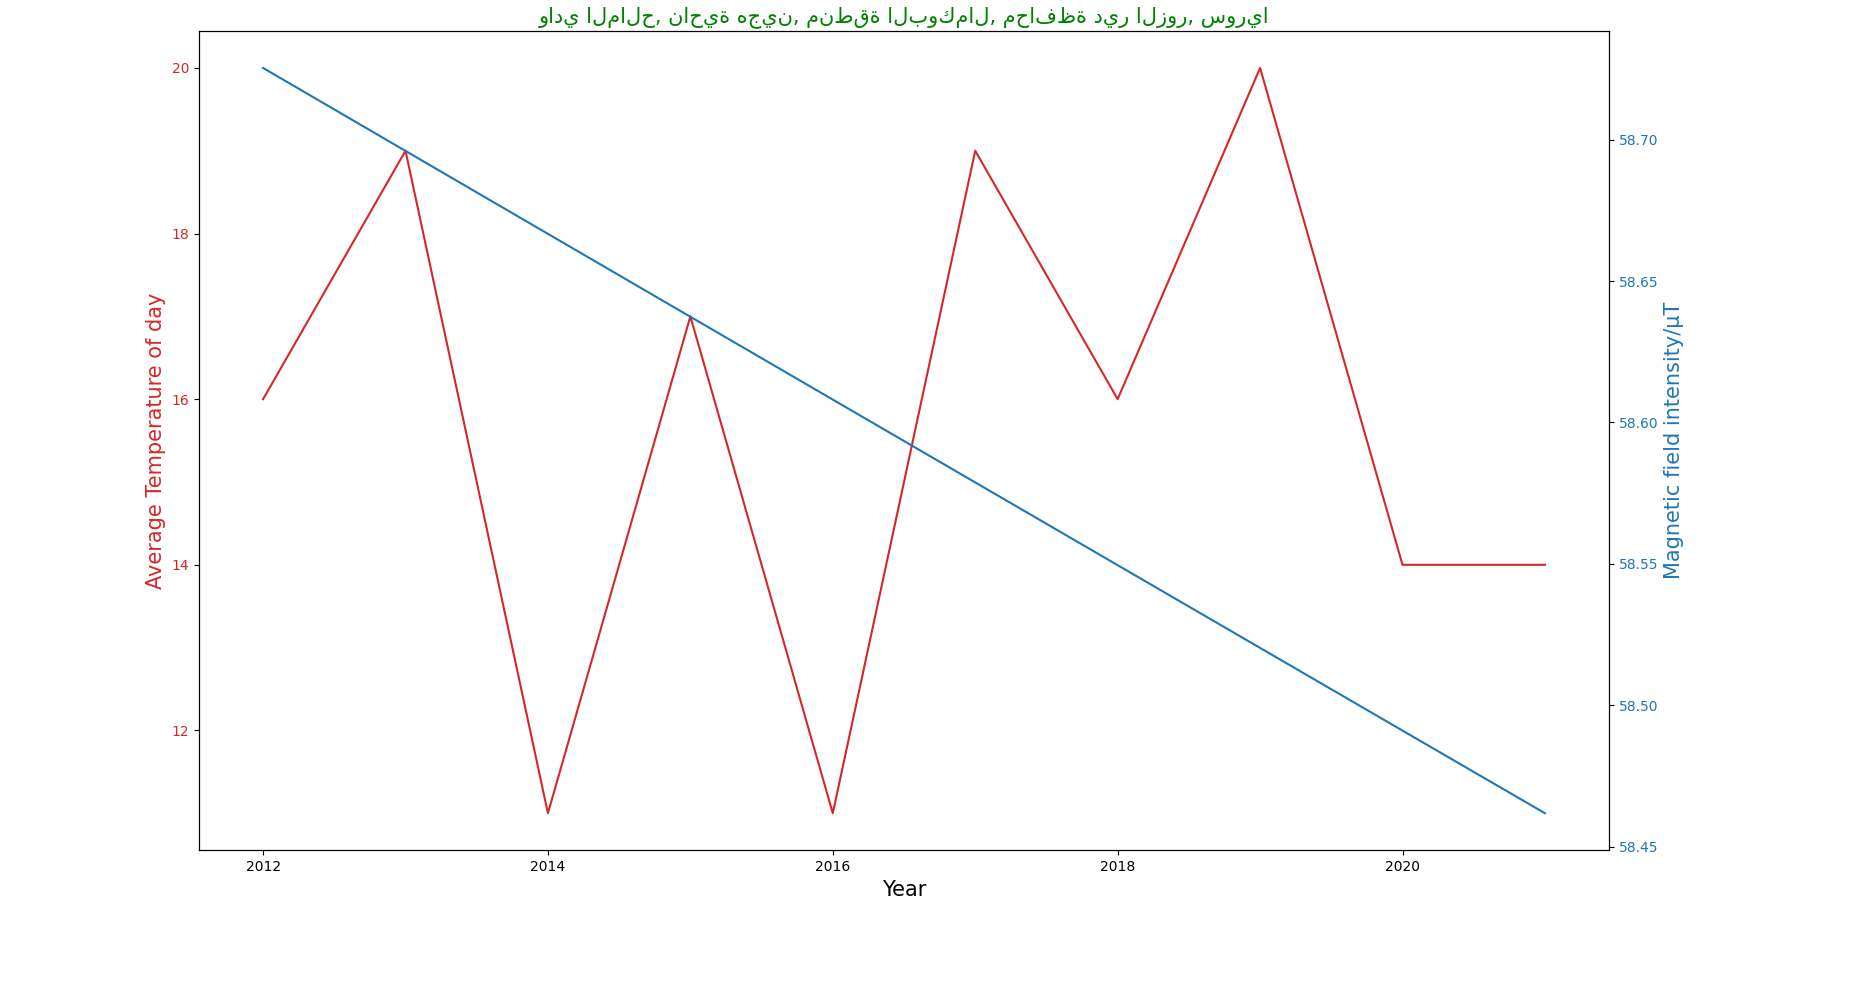 وادي المالح, ناحية هجين, منطقة البوكمال, محافظة دير الزور, سوريا
20
18
16
14
12
Average Temperature of day
58.70
58.65
58.60
58.55
58.50
58.45
Magnetic field intensity/µT
2012 2014 2016 2018 2020
Year